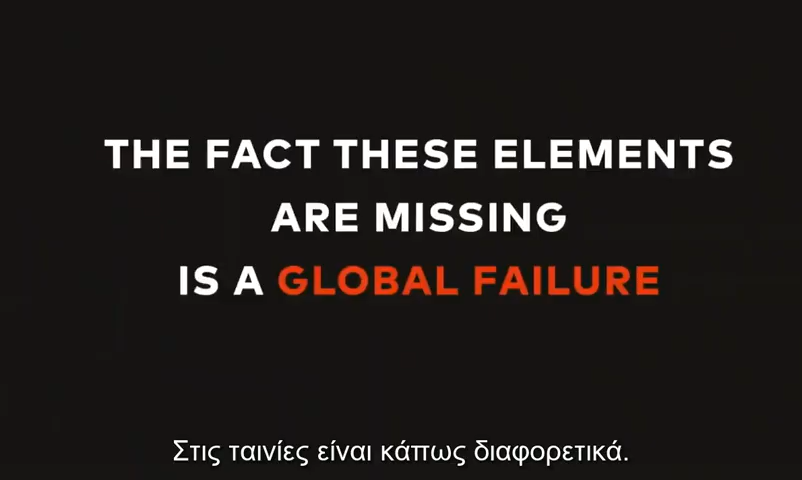 THE FACT THESE ELEMENTS
ARE MISSING
IS A GLOBAL FAILURE
Στις ταινίες είναι κάπως διαφορετικά.